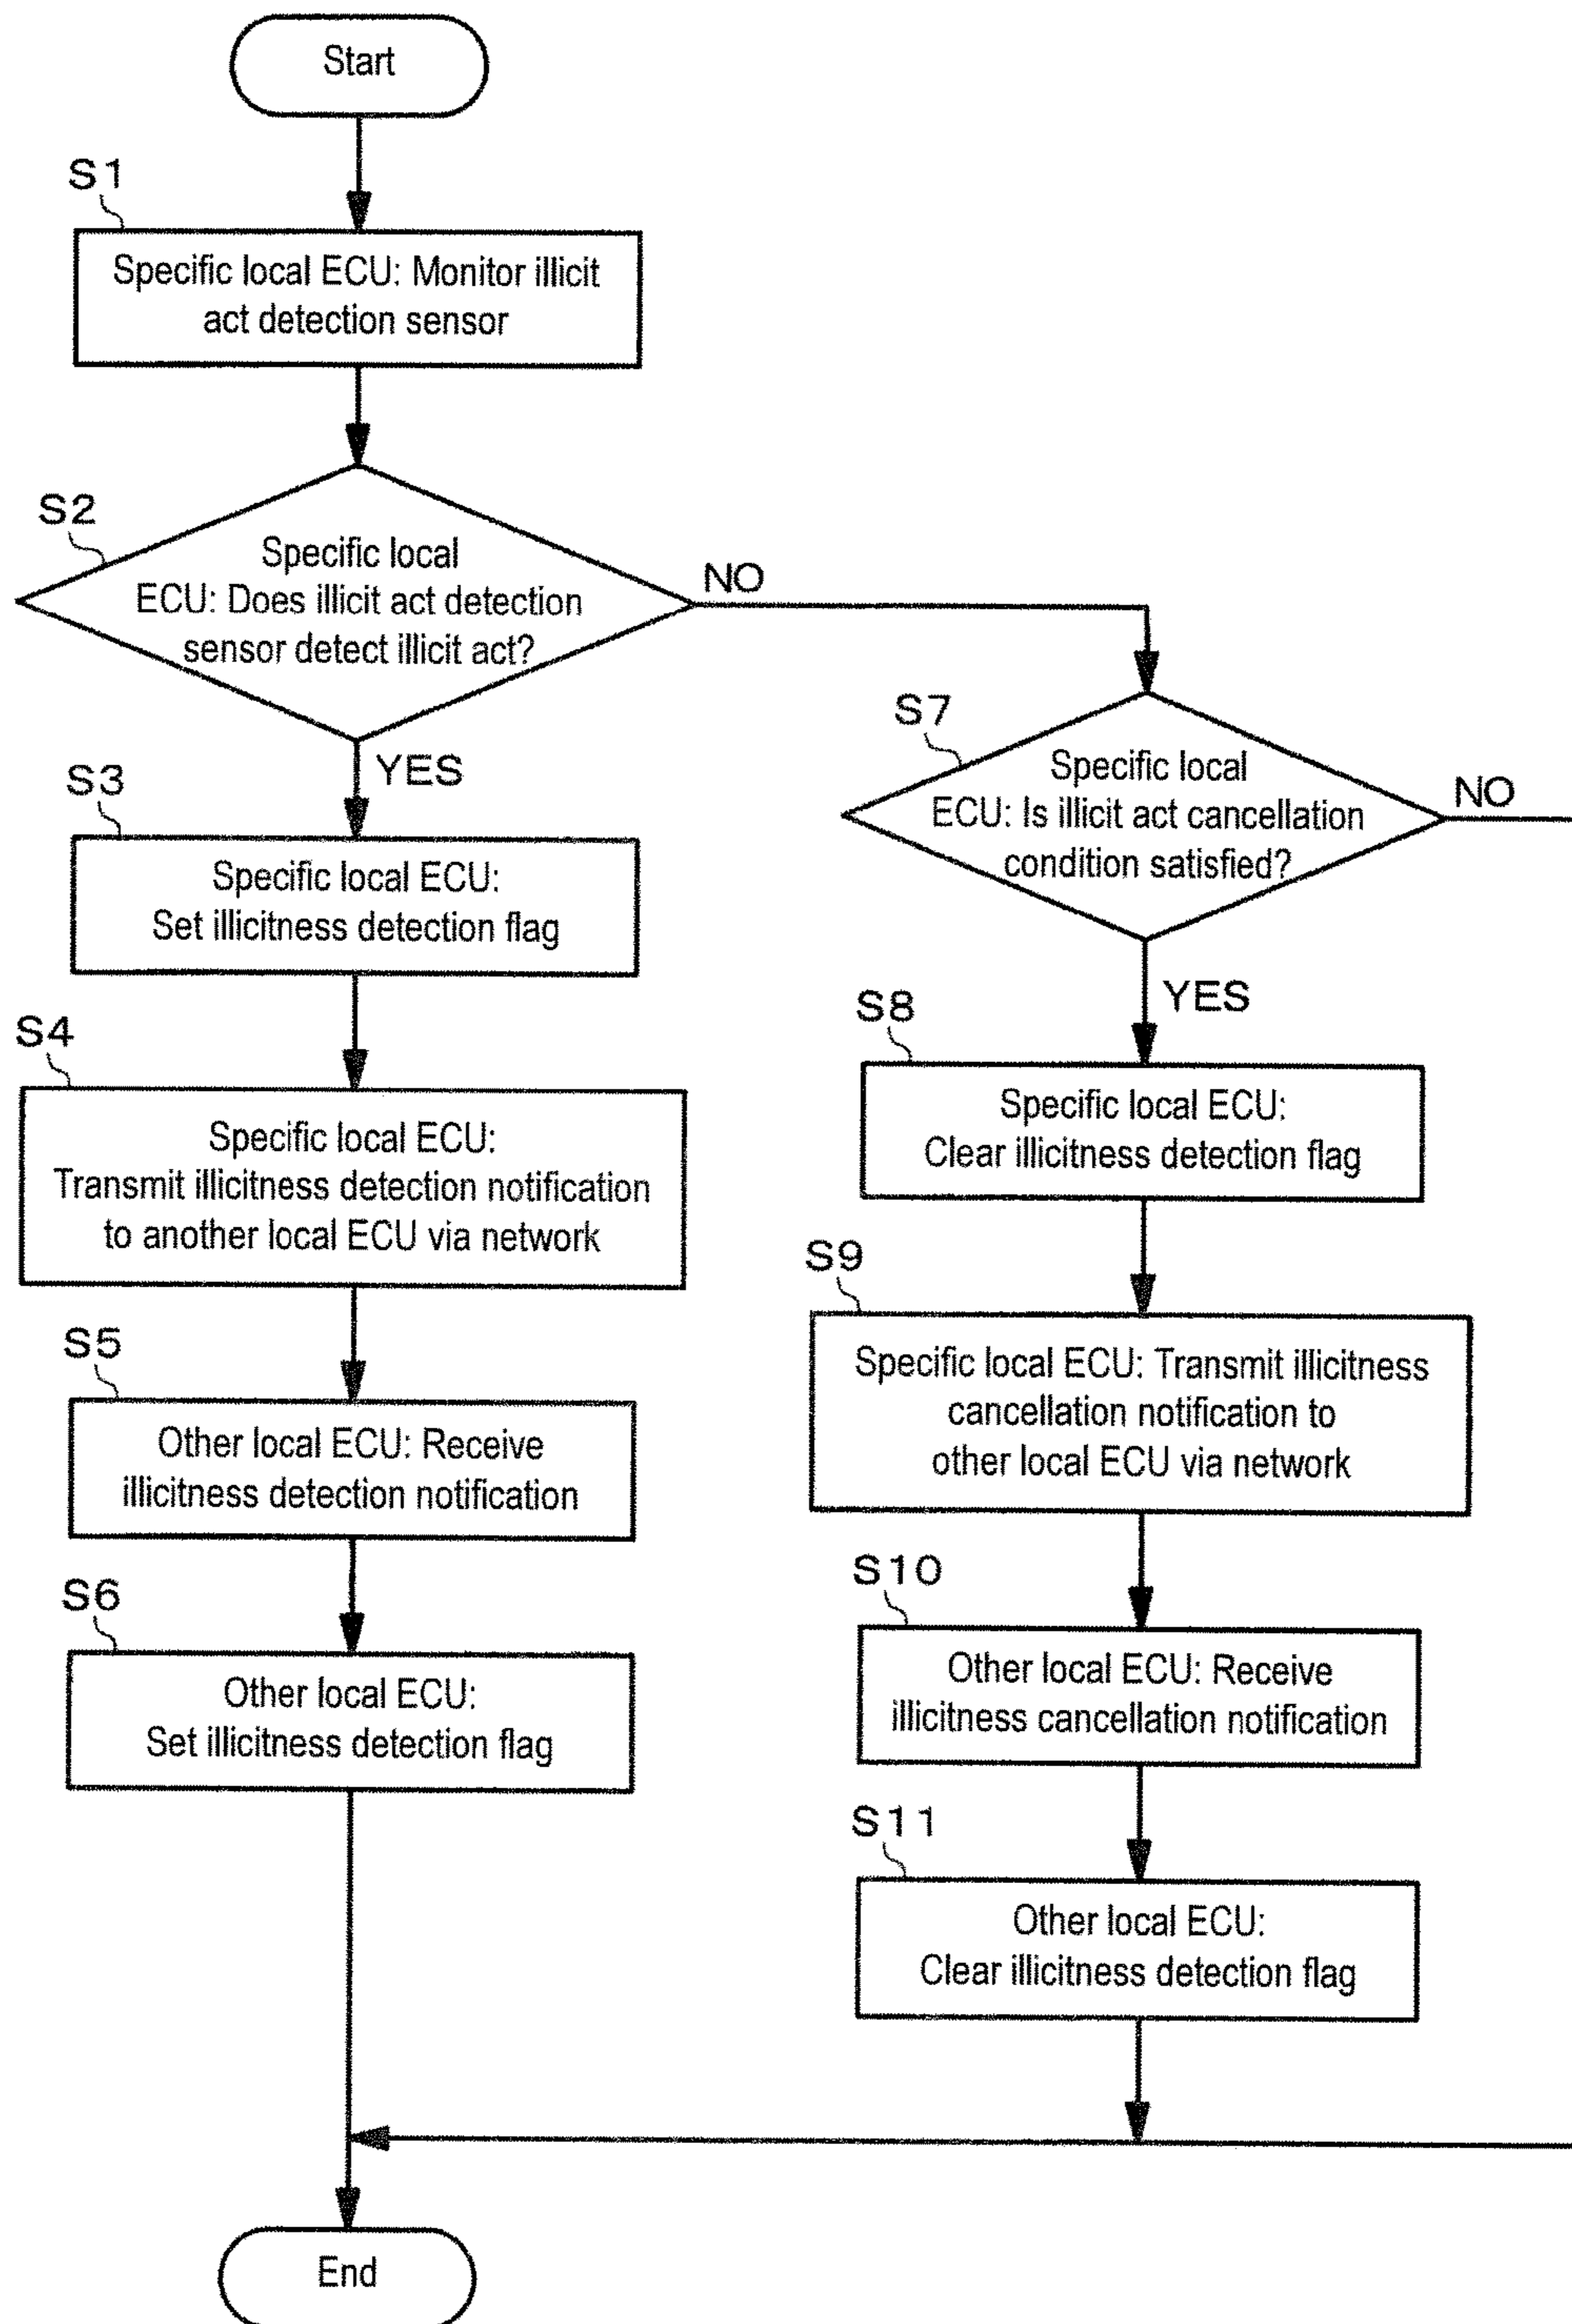 Start
S1
Specific local ECU: Monitor illicit
act detection sensor
S2
Specific local
ECU: Does illicit act detection
sensor detect illicit act?
NO
YES
S3
Specific local ECU:
Set illicitness detection flag
S4
Specific local ECU:
Transmit illicitness detection notification
to another local ECU via network
S5
Other local ECU: Receive
illicitness detection notification
S6
Other local ECU:
Set illicitness detection flag
S7
Specific local
ECU: Is illicit act cancellation
condition satisfied?
NO
YES
S8
Specific local ECU:
Clear illicitness detection flag
S9
Specific local ECU: Transmit illicitness
cancellation notification to
other local ECU via network
S10
Other local ECU: Receive
illicitness cancellation notification
S11
Other local ECU:
Clear illicitness detection flag
End